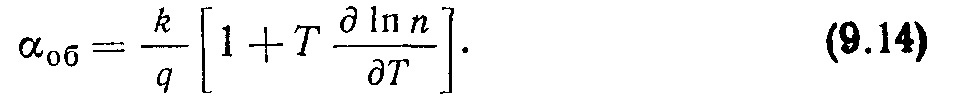 α_об = k/q [1 + T ∂ ln n/∂T]. (9.14)